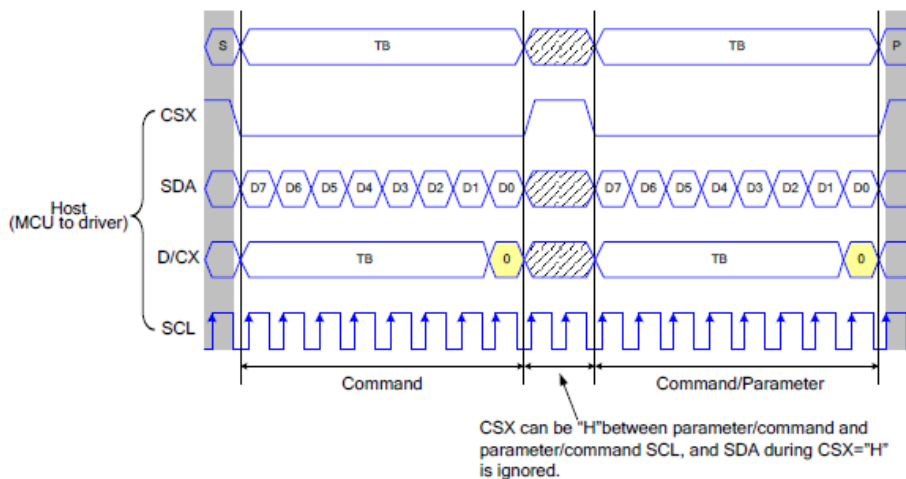 S TB TB P
CSX
SDA D7 D6 D5 D4 D3 D2 D1 D0 D7 D6 D5 D4 D3 D2 D1 D0
Host
(MCU to driver)
D/CX TB 0 TB 0
SCL
Command Command/Parameter
CSX can be "H"between parameter/command and
parameter/command SCL, and SDA during CSX="H"
is ignored.